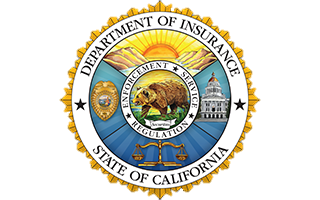 DEPARTMENT OF INSURANCE
ENFORCEMENT SERVICE
REGULATION
STATE OF CALIFORNIA